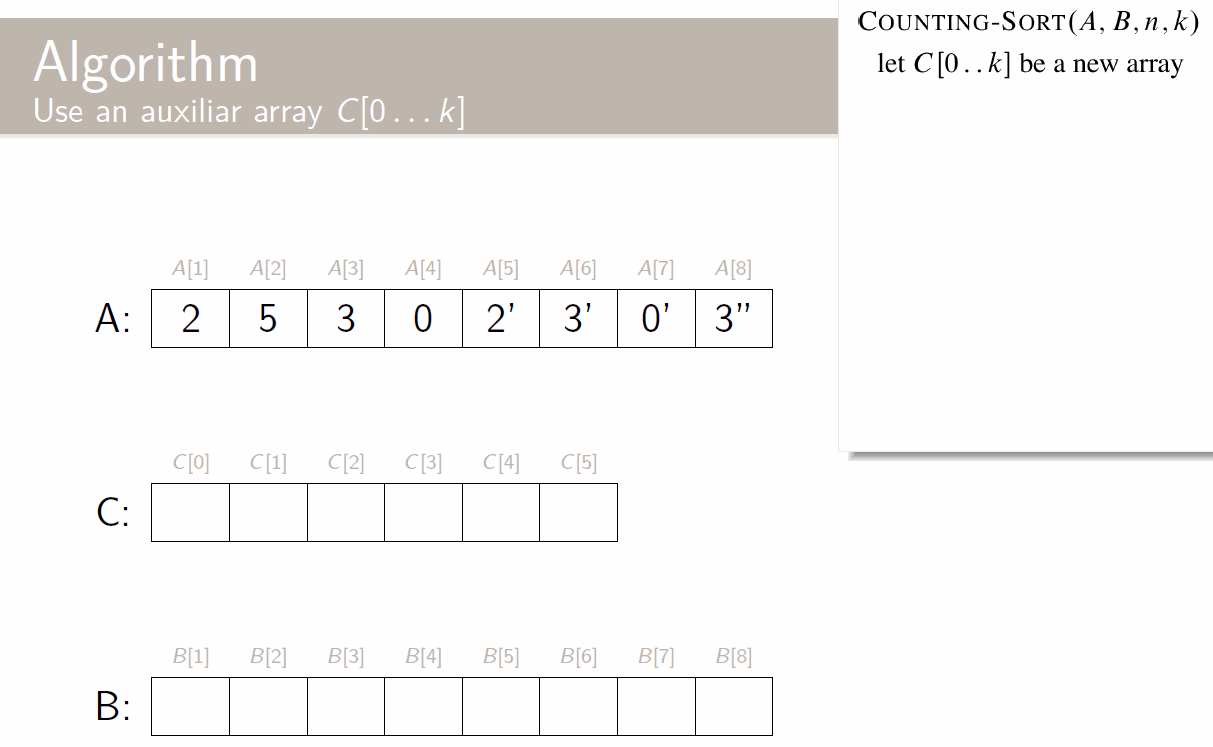 Algorithm
Use an auxiliar array C[0 . . . k]
COUNTING-SORT(A, B, n, k)
let C[0 . . k] be a new array
A[1] A[2] A[3] A[4] A[5] A[6] A[7] A[8]
A: 2 5 3 0 2' 3' 0' 3''
C[0] C[1] C[2] C[3] C[4] C[5]
C:
B[1] B[2] B[3] B[4] B[5] B[6] B[7] B[8]
B: